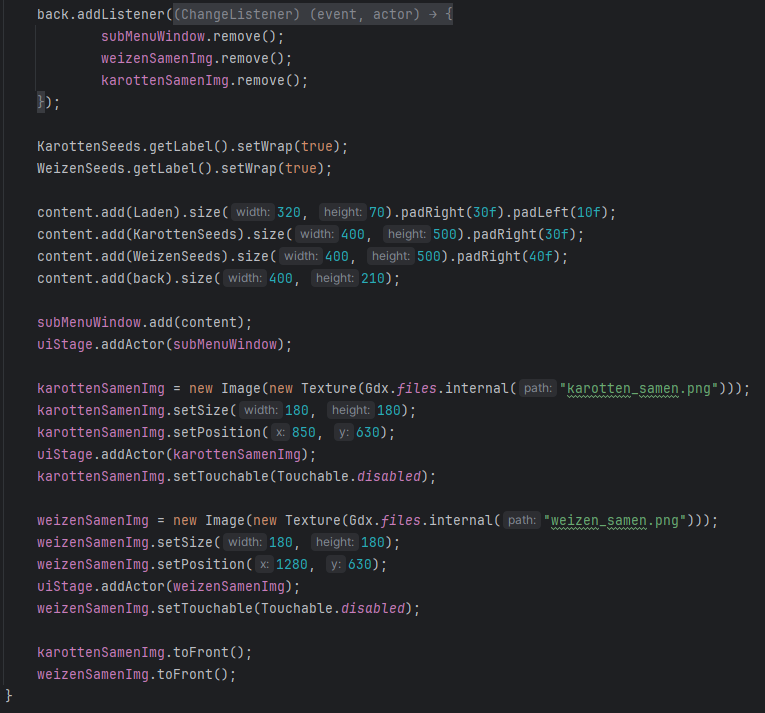 back.addListener((ChangeListener) (event, actor) → {
subMenuWindow.remove();
weizenSamenImg.remove();
karottenSamenImg.remove();
});
KarottenSeeds.getLabel().setWrap(true);
WeizenSeeds.getLabel().setWrap(true);
content.add(Laden).size( width: 320, height: 70).padRight(30f).padLeft(10f);
content.add(KarottenSeeds).size( width: 400, height: 500).padRight(30f);
content.add(WeizenSeeds).size( width: 400, height: 500).padRight(40f);
content.add(back).size( width: 400, height: 210);
subMenuWindow.add(content);
uiStage.addActor(subMenuWindow);
karottenSamenImg = new Image(new Texture(Gdx.files.internal( path: "karotten_samen.png")));
karottenSamenImg.setSize( width: 180, height: 180);
karottenSamenImg.setPosition( x: 850, y: 630);
uiStage.addActor(karottenSamenImg);
karottenSamenImg.setTouchable(Touchable.disabled);
weizenSamenImg = new Image(new Texture(Gdx.files.internal( path: "weizen_samen.png")));
weizenSamenImg.setSize( width: 180, height: 180);
weizenSamenImg.setPosition( x: 1280, y: 630);
uiStage.addActor(weizenSamenImg);
weizenSamenImg.setTouchable(Touchable.disabled);
karottenSamenImg.toFront();
weizenSamenImg.toFront();
}